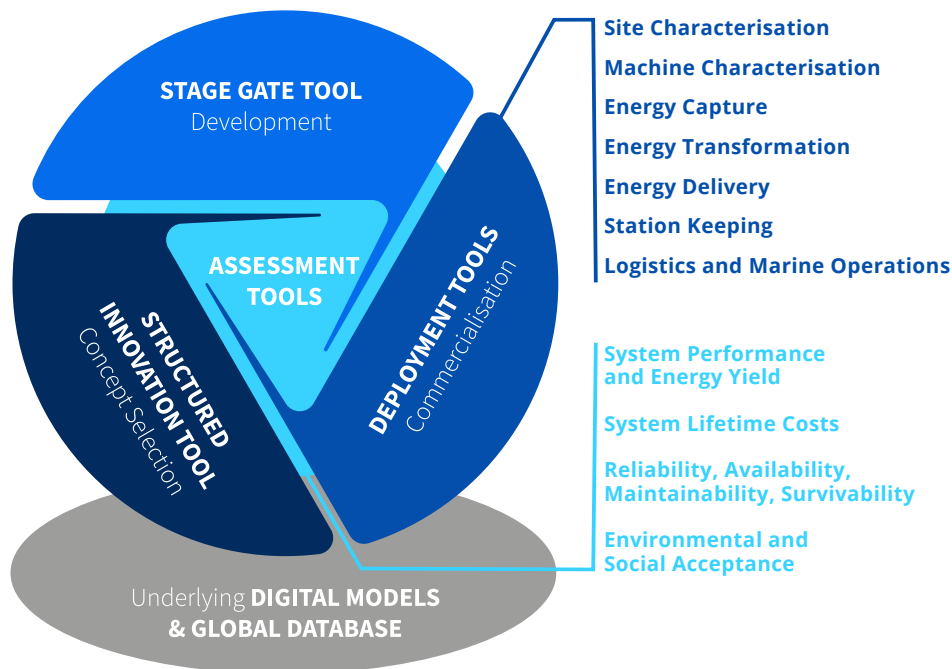 STAGE GATE TOOL
Development
ASSESSMENT
TOOLS
STRUCTURED
INNOVATION TOOL
Concept Selection
DEPLOYMENT TOOLS
Commercialisation
Underlying DIGITAL MODELS
& GLOBAL DATABASE
Site Characterisation
Machine Characterisation
Energy Capture
Energy Transformation
Energy Delivery
Station Keeping
Logistics and Marine Operations
System Performance
and Energy Yield
System Lifetime Costs
Reliability, Availability,
Maintainability, Survivability
Environmental and
Social Acceptance